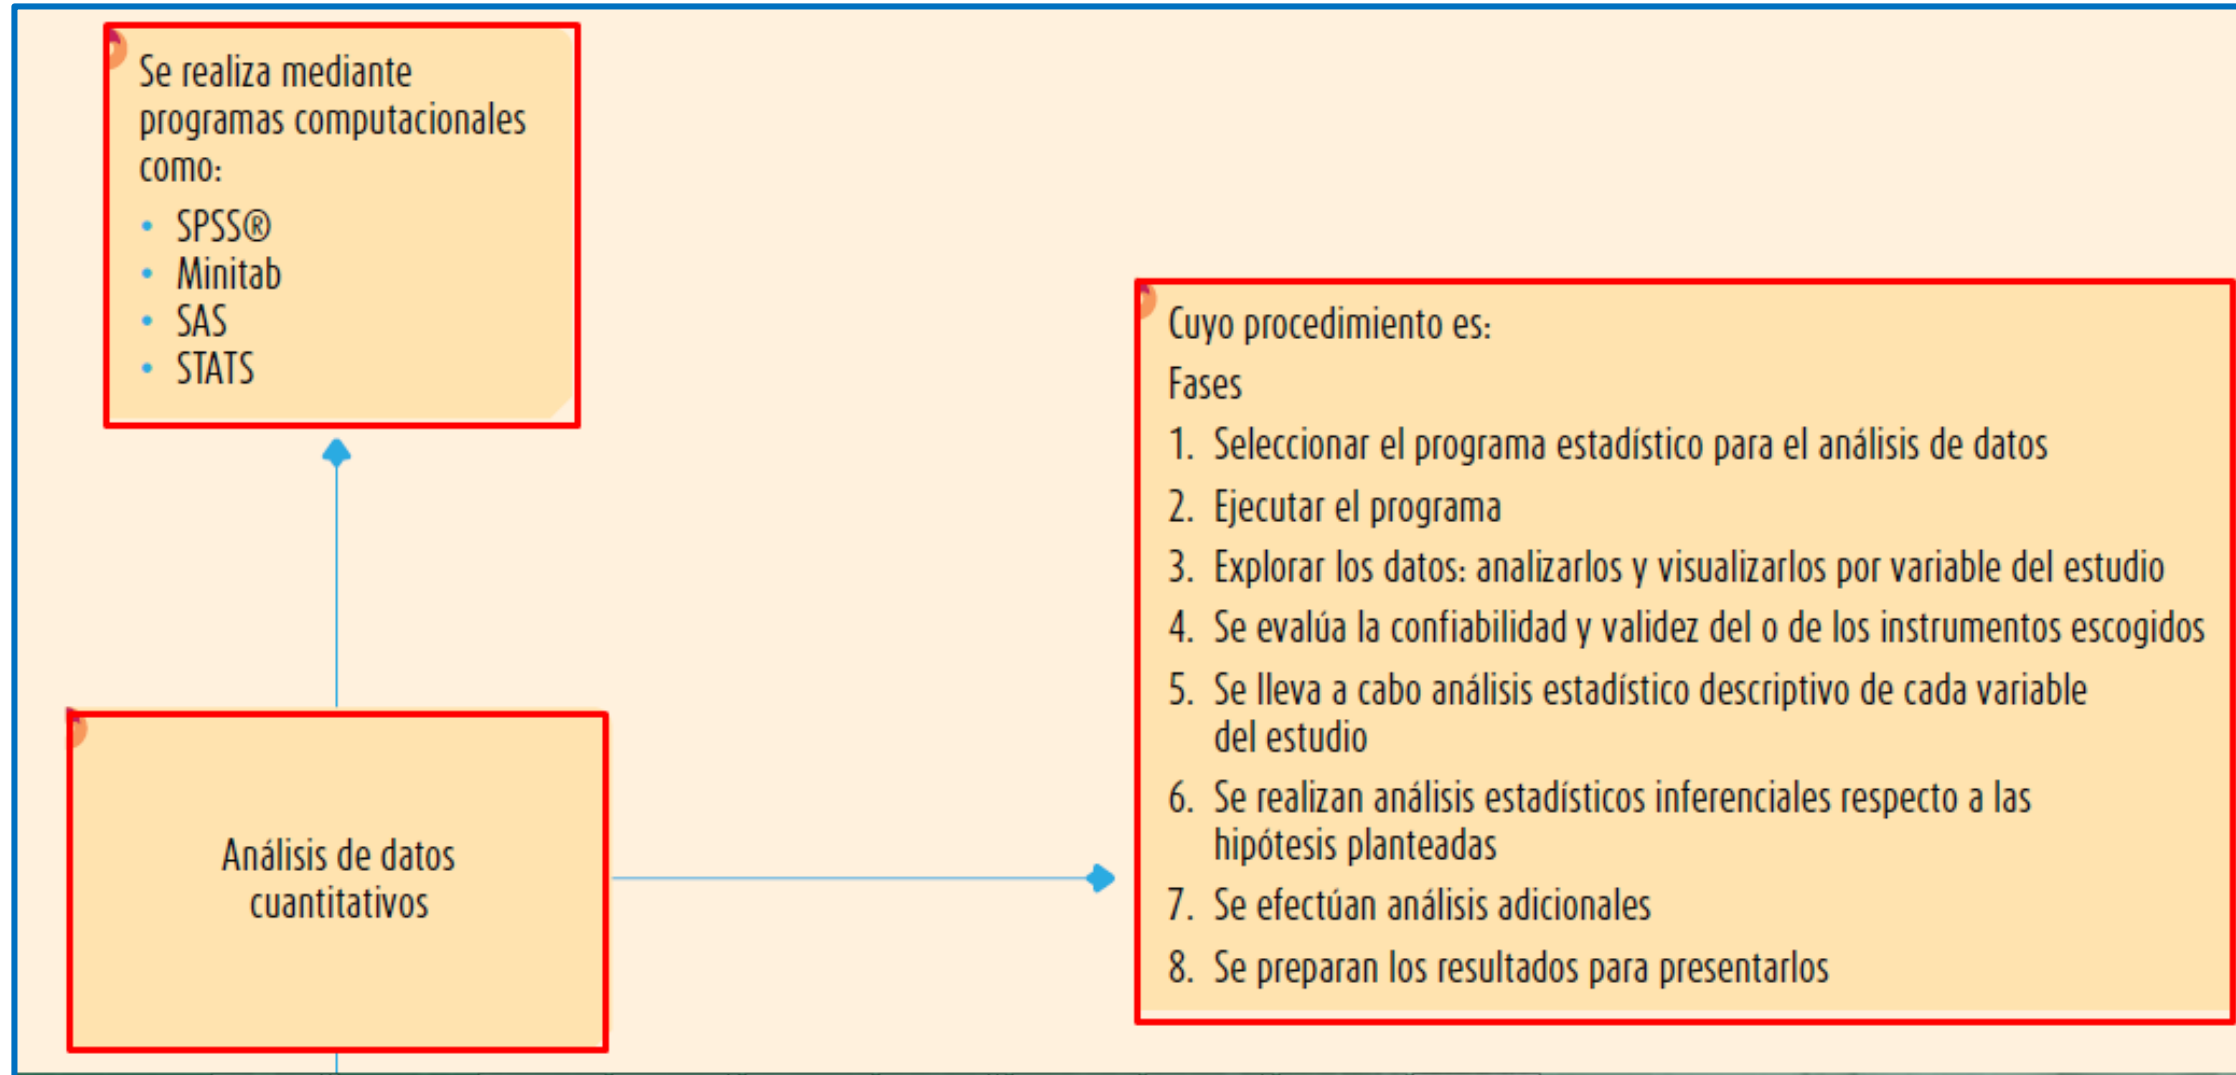 Se realiza mediante
programas computacionales
como:
• SPSS®
• Minitab
• SAS
• STATS
Análisis de datos
cuantitativos
Cuyo procedimiento es:
Fases
1. Seleccionar el programa estadístico para el análisis de datos
2. Ejecutar el programa
3. Explorar los datos: analizarlos y visualizarlos por variable del estudio
4. Se evalúa la confiabilidad y validez del o de los instrumentos escogidos
5. Se lleva a cabo análisis estadístico descriptivo de cada variable
del estudio
6. Se realizan análisis estadísticos inferenciales respecto a las
hipótesis planteadas
7. Se efectúan análisis adicionales
8. Se preparan los resultados para presentarlos